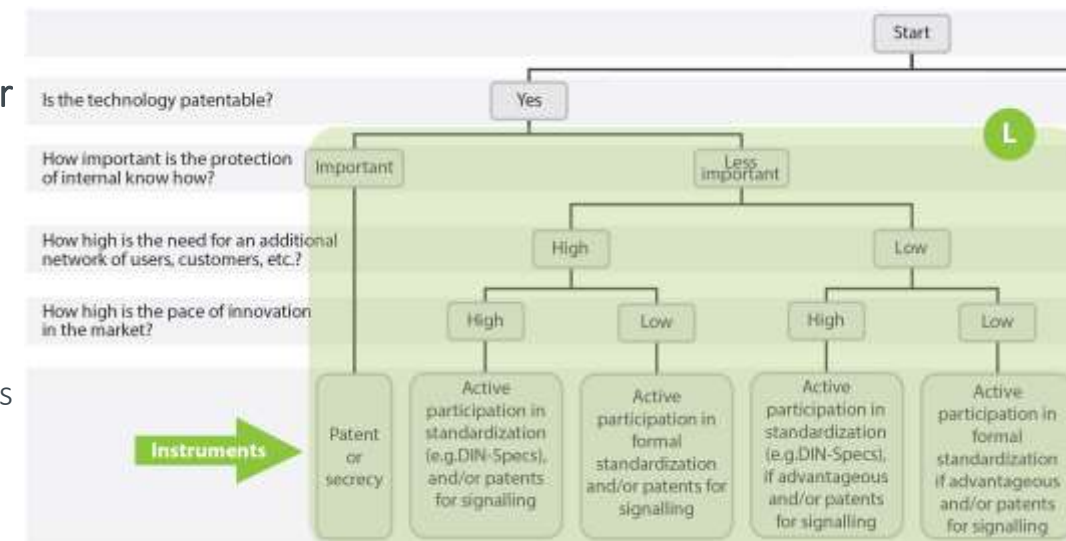 Start
r
Is the technology patentable?
Yes
L
How important is the protection
of internal know how?
Important
Less
important
How high is the need for an additional
network of users, customers, etc.?
High
Low
How high is the pace of innovation
in the market?
High
Low
High
Low
s
Instruments
Patent
or
secrecy
Active
participation in
standardization
(e.g.DIN-Specs),
and/or patents
for signalling
Active
participation in
formal
standardization
and/or patents for
signalling
Active
participation in
standardization
(e.g.DIN-Specs),
if advantageous
and/or patents
for signalling
Active
participation in
formal
standardization
if advantageous
and/or patents
for signalling